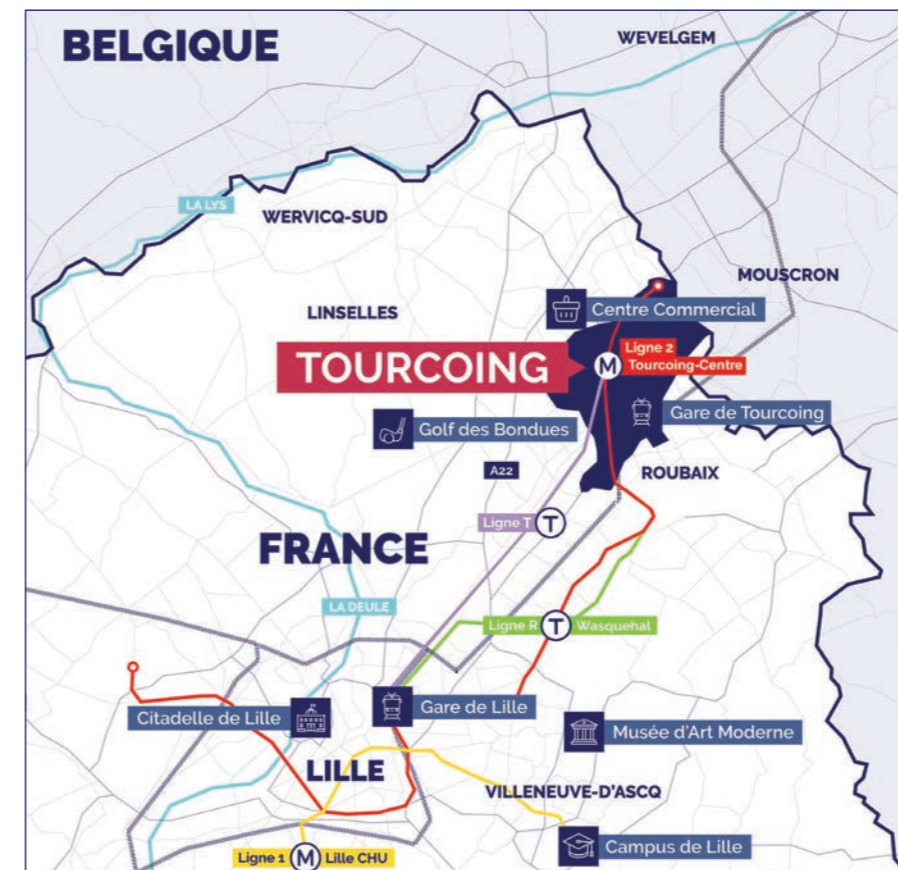 BELGIQUE
WEVELGEM
LA LYS
WERVICQ-SUD
MOUSCRON
LINSELLES
Centre Commercial
TOURCOING
M
Ligne 2
Tourcoing-Centre
Golf des Bondues
Gare de Tourcoing
A22
ROUBAIX
Ligne T
T
FRANCE
LA DEULE
Ligne R
T
Wasquehal
Citadelle de Lille
Gare de Lille
Musée d'Art Moderne
LILLE
VILLENEUVE-D'ASCQ
Ligne 1
M
Lille CHU
Campus de Lille